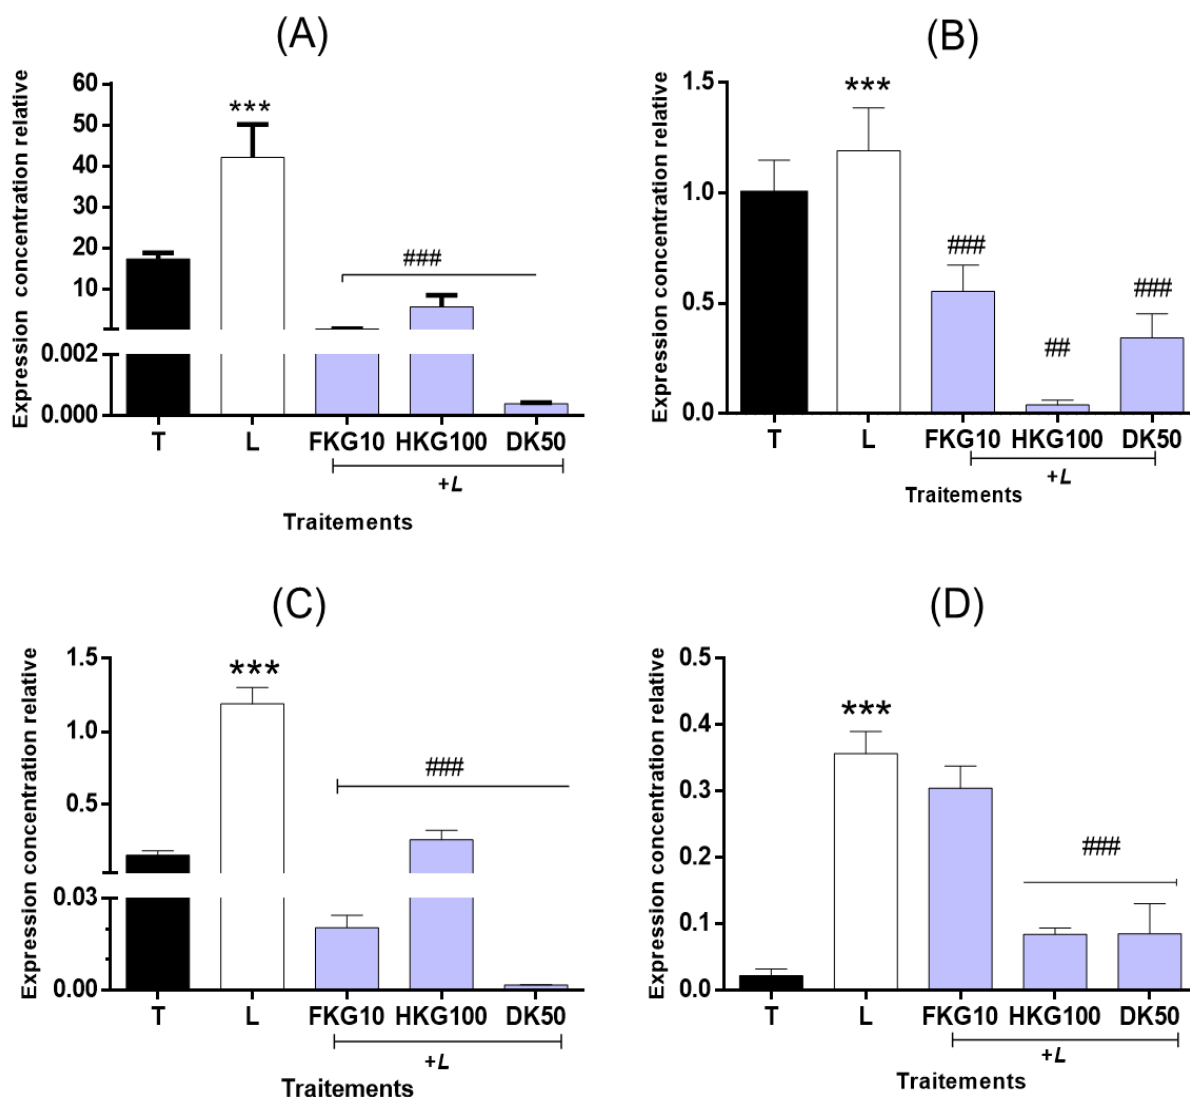 (A)
Expression concentration relative
60
50
40
30
20
10
0.002
0.000
***
###
T L FKG10 HKG100 DK50
+L
Traitements
(B)
Expression concentration relative
1.5
1.0
0.5
0.0
***
###
##
###
T L FKG10 HKG100 DK50
+L
Traitements
(C)
Expression concentration relative
1.5
1.0
0.5
0.03
0.00
***
###
T L FKG10 HKG100 DK50
+L
Traitements
(D)
Expression concentration relative
0.5
0.4
0.3
0.2
0.1
0.0
***
###
T L FKG10 HKG100 DK50
+L
Traitements